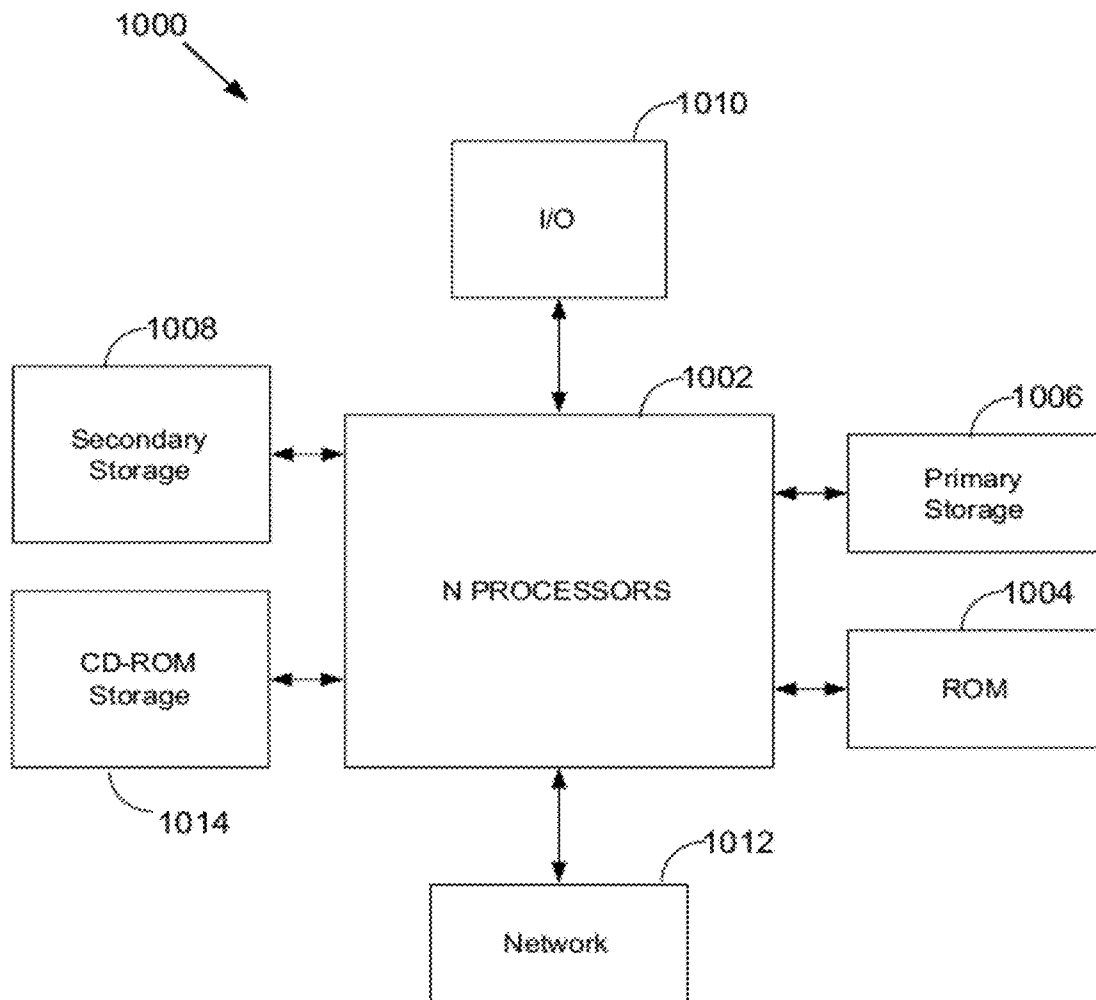 1000
1010
I/O
1008
1002
1006
Secondary
Storage
Primary
Storage
N PROCESSORS
1004
CD-ROM
Storage
ROM
1014
1012
Network